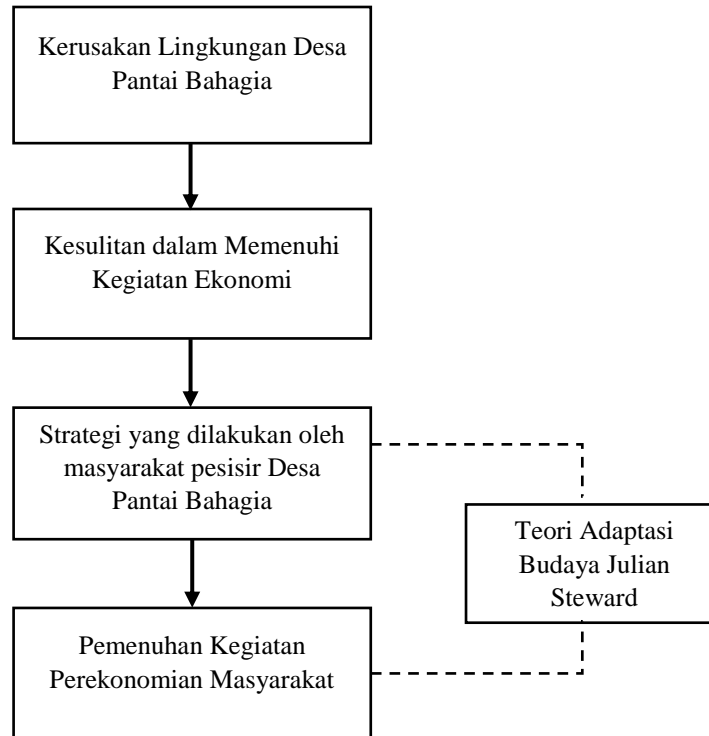 Kerusakan Lingkungan Desa
Pantai Bahagia
Kesulitan dalam Memenuhi
Kegiatan Ekonomi
Strategi yang dilakukan oleh
masyarakat pesisir Desa
Pantai Bahagia
Teori Adaptasi
Budaya Julian
Steward
Pemenuhan Kegiatan
Perekonomian Masyarakat